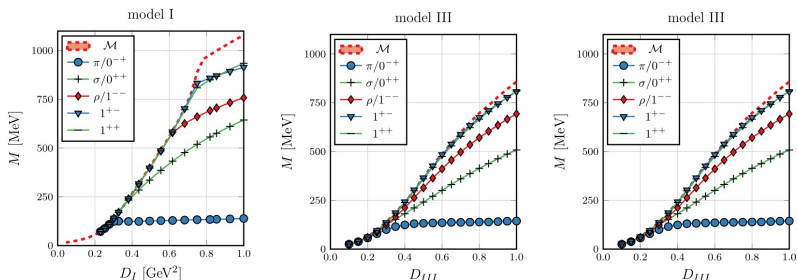 model I
1000
750
500
250
0
M [MeV]
0.0 0.2 0.4 0.6 0.8 1.0
D_I [GeV²]
ℳ
π/0⁻⁺
σ/0⁺⁺
ρ/1⁻⁻
1⁺⁻
1⁺⁺
model III
1000
750
500
250
0
M [MeV]
0.0 0.2 0.4 0.6 0.8 1.0
D_III
ℳ
π/0⁻⁺
σ/0⁺⁺
ρ/1⁻⁻
1⁺⁻
1⁺⁺
model III
1000
750
500
250
0
M [MeV]
0.0 0.2 0.4 0.6 0.8 1.0
D_III
ℳ
π/0⁻⁺
σ/0⁺⁺
ρ/1⁻⁻
1⁺⁻
1⁺⁺